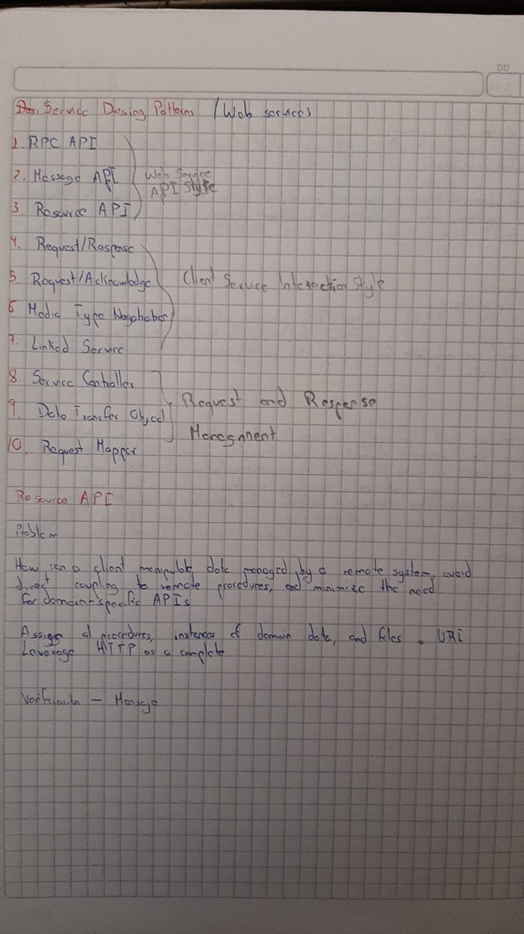 Service Desing Patterns / Web services
1. RPC API
2. Message API
3. Resource API
Web Service
API Style
4. Request/Response
5 Request/Acknowledge
6 Media Type Negotiation
7. Linked Service
Client Service Interaction Style
8. Service Controller
9. Data Transfer Object
10. Request Mapper
Request and Response
Manegment
Resource API
Problem
How can a client manipulate data managed by a remote system, avoid
direct coupling to remote procedures, and minimize the need
for domain-specific APIs
Assign all procedures, instances of domain data, and files a URI
Leverage HTTP as a complete
- Message
DD